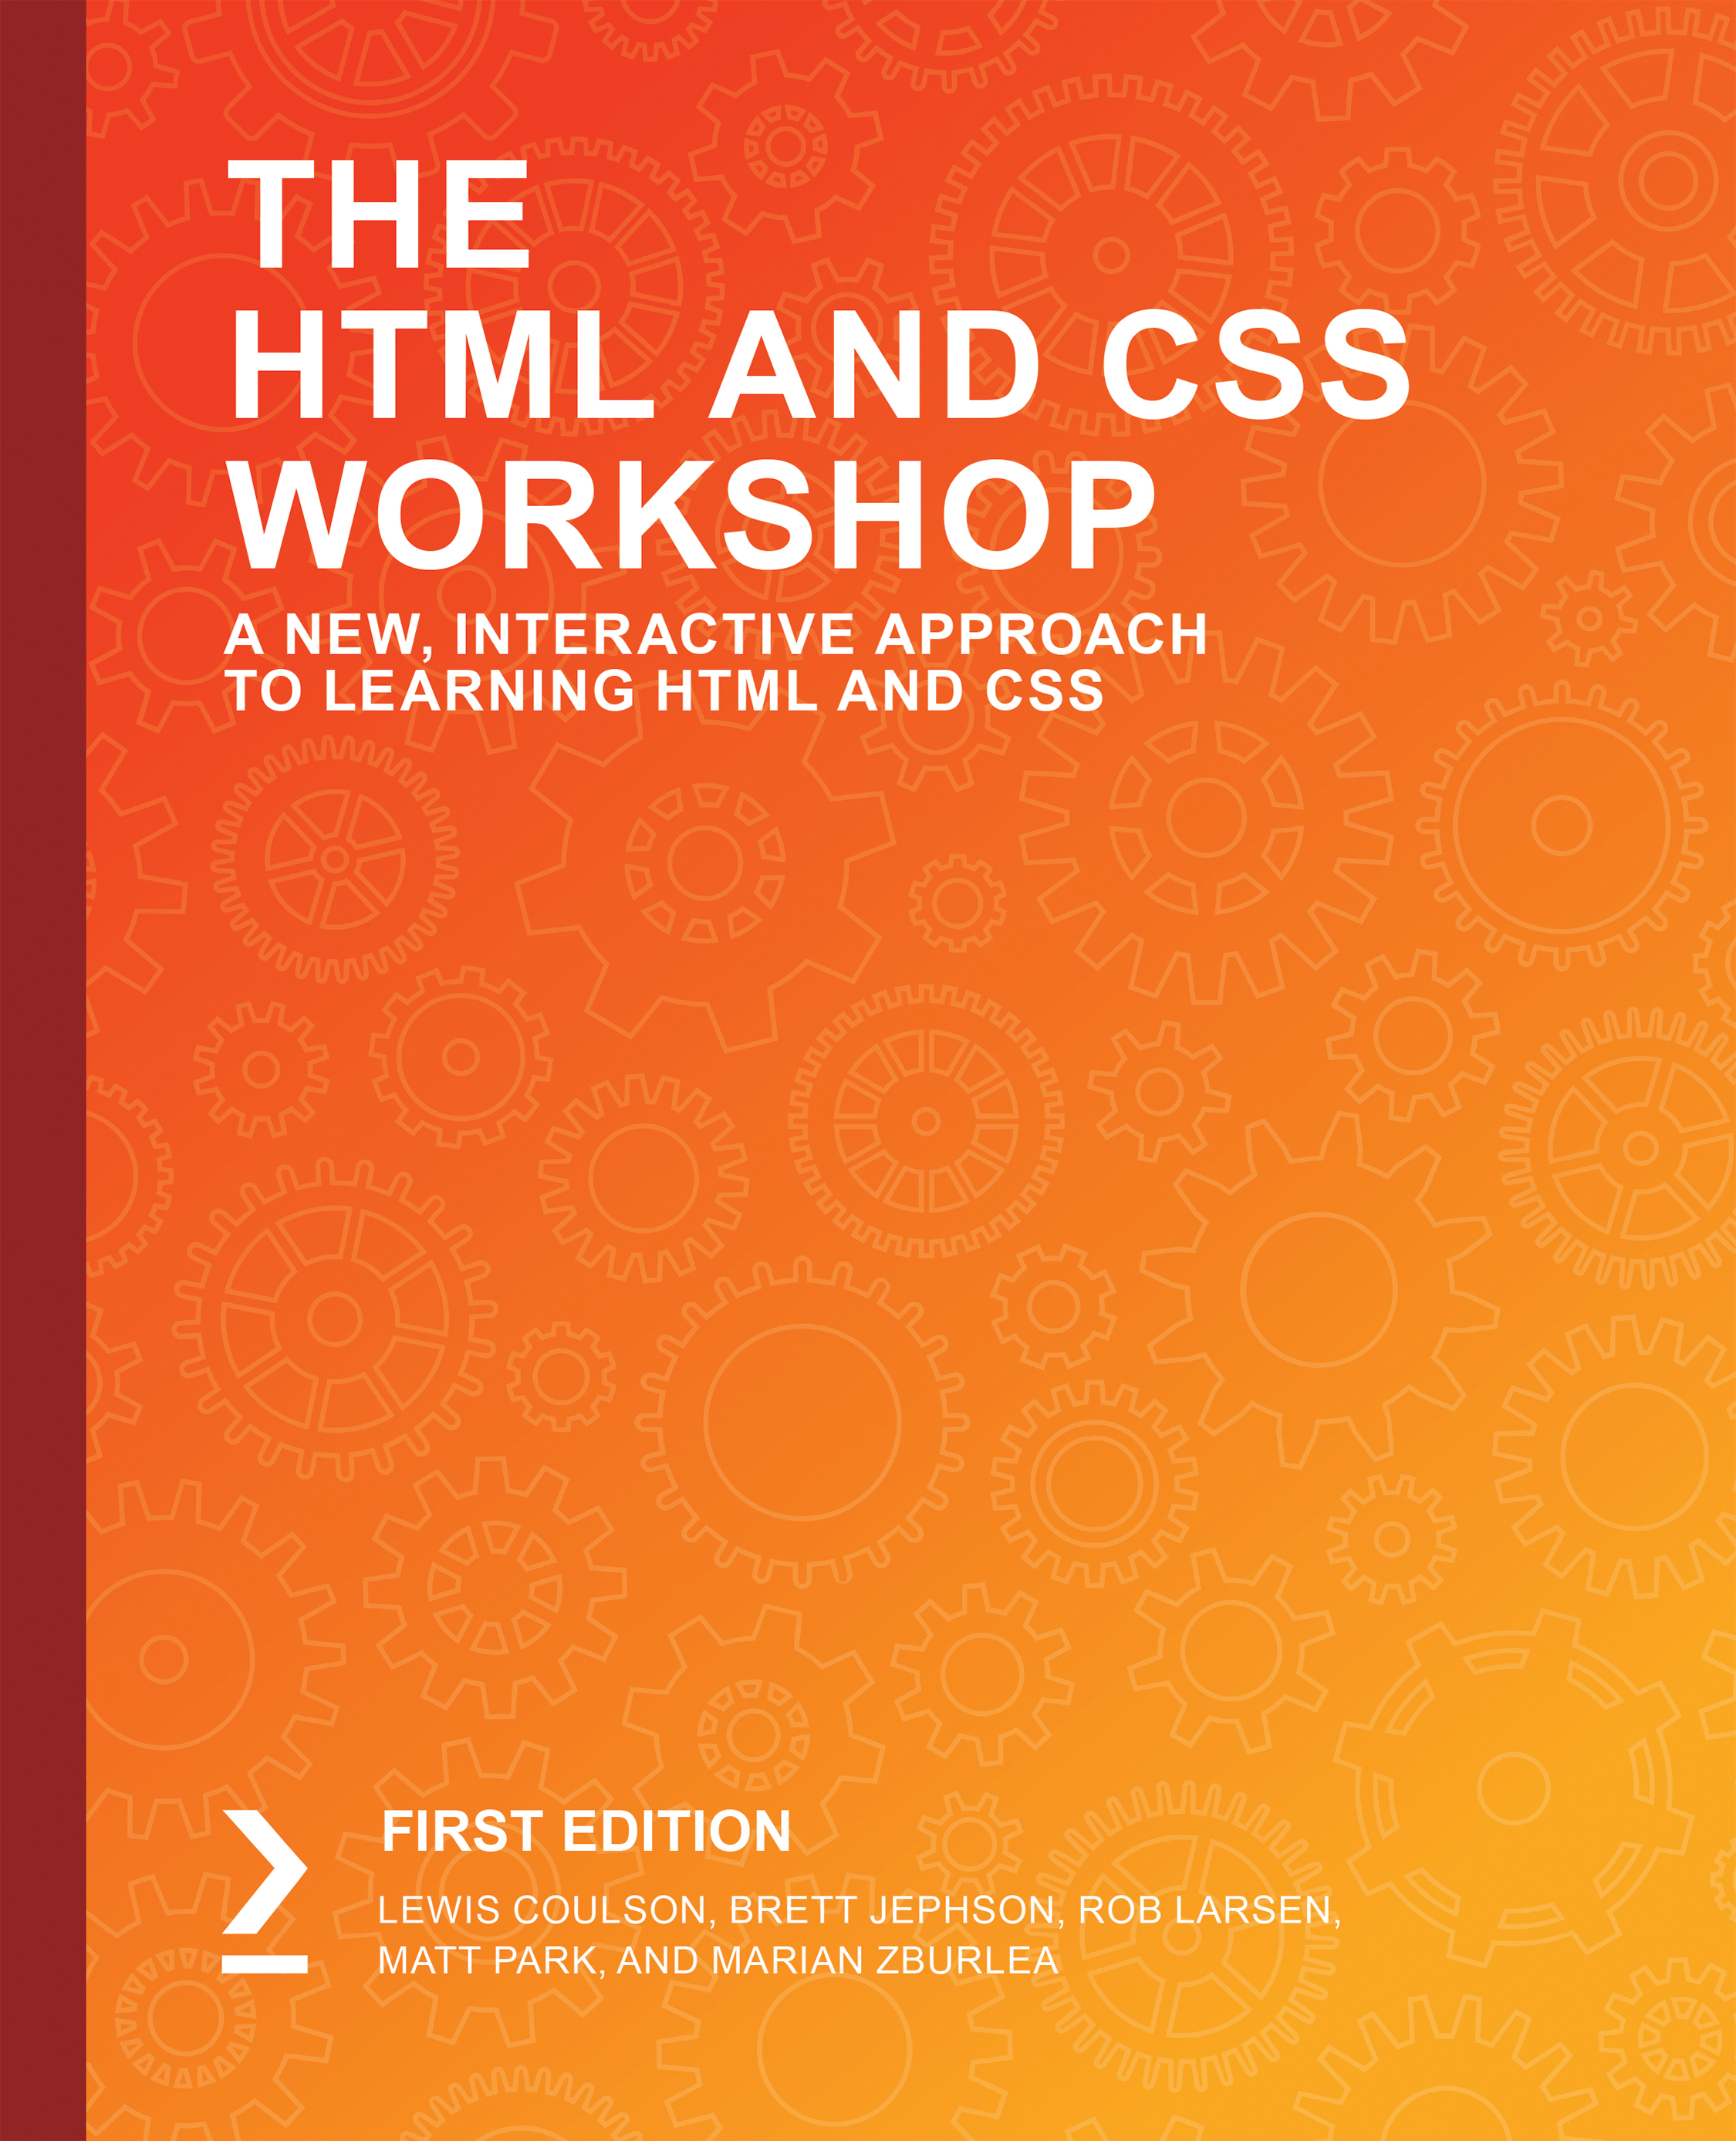 THE
HTML AND CSS
WORKSHOP
A NEW, INTERACTIVE APPROACH
TO LEARNING HTML AND CSS
FIRST EDITION
LEWIS COULSON, BRETT JEPHSON, ROB LARSEN,
MATT PARK, AND MARIAN ZBURLEA